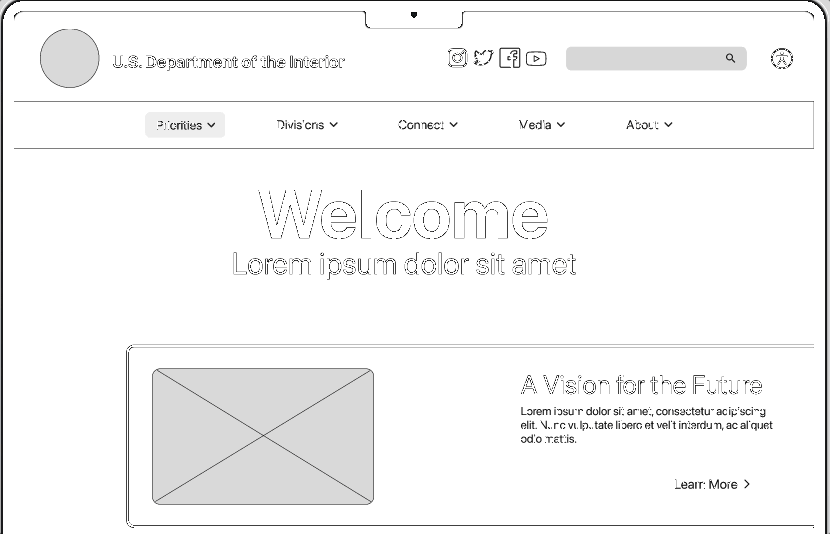 U.S. Department of the Interior
Priorities
Divisions
Connect
Media
About
Welcome
Lorem ipsum dolor sit amet
A Vision for the Future
Lorem ipsum dolor sit amet, consectetur adipiscing
elit. Nunc vulputate libero et velit interdum, ac aliquet
odio mattis.
Learn More